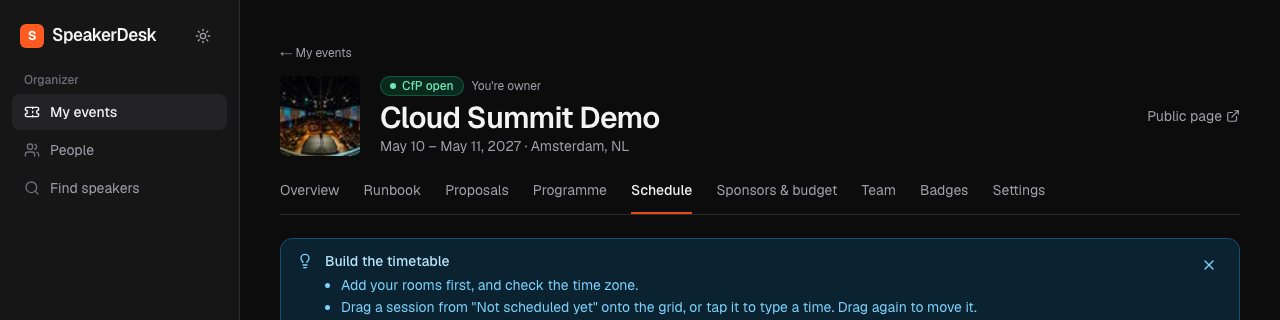 S SpeakerDesk
Organizer
My events
People
Find speakers
← My events
CfP open You're owner
Cloud Summit Demo
May 10 – May 11, 2027 · Amsterdam, NL
Public page
Overview Runbook Proposals Programme Schedule Sponsors & budget Team Badges Settings
Build the timetable
• Add your rooms first, and check the time zone.
• Drag a session from "Not scheduled yet" onto the grid, or tap it to type a time. Drag again to move it.